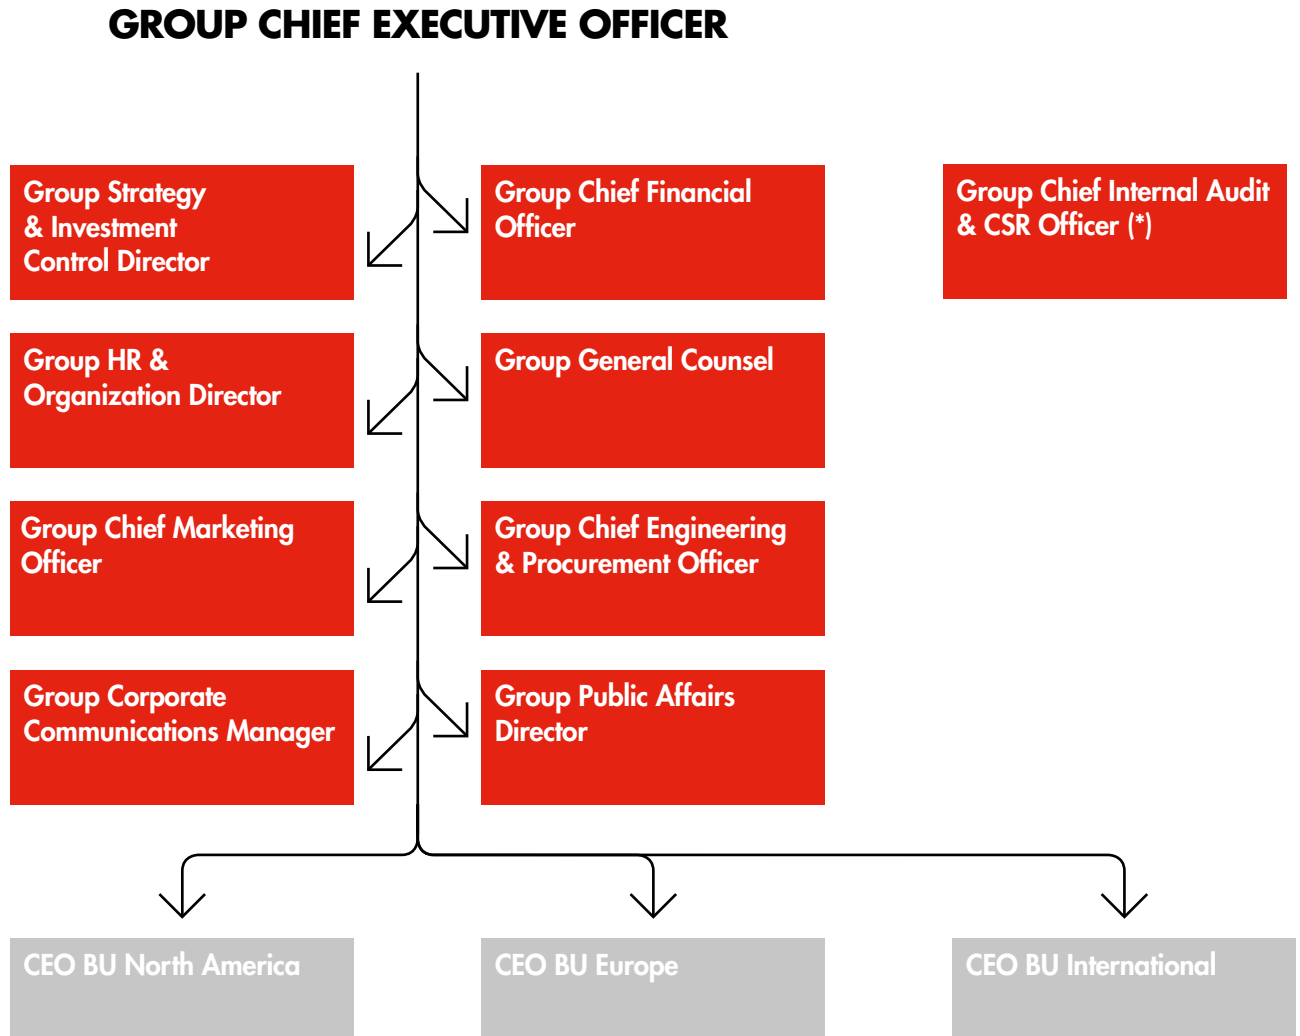 GROUP CHIEF EXECUTIVE OFFICER
Group Strategy
& Investment
Control Director
Group Chief Financial
Officer
Group Chief Internal Audit
& CSR Officer (*)
Group HR &
Organization Director
Group General Counsel
Group Chief Marketing
Officer
Group Chief Engineering
& Procurement Officer
Group Corporate
Communications Manager
Group Public Affairs
Director
CEO BU North America
CEO BU Europe
CEO BU International